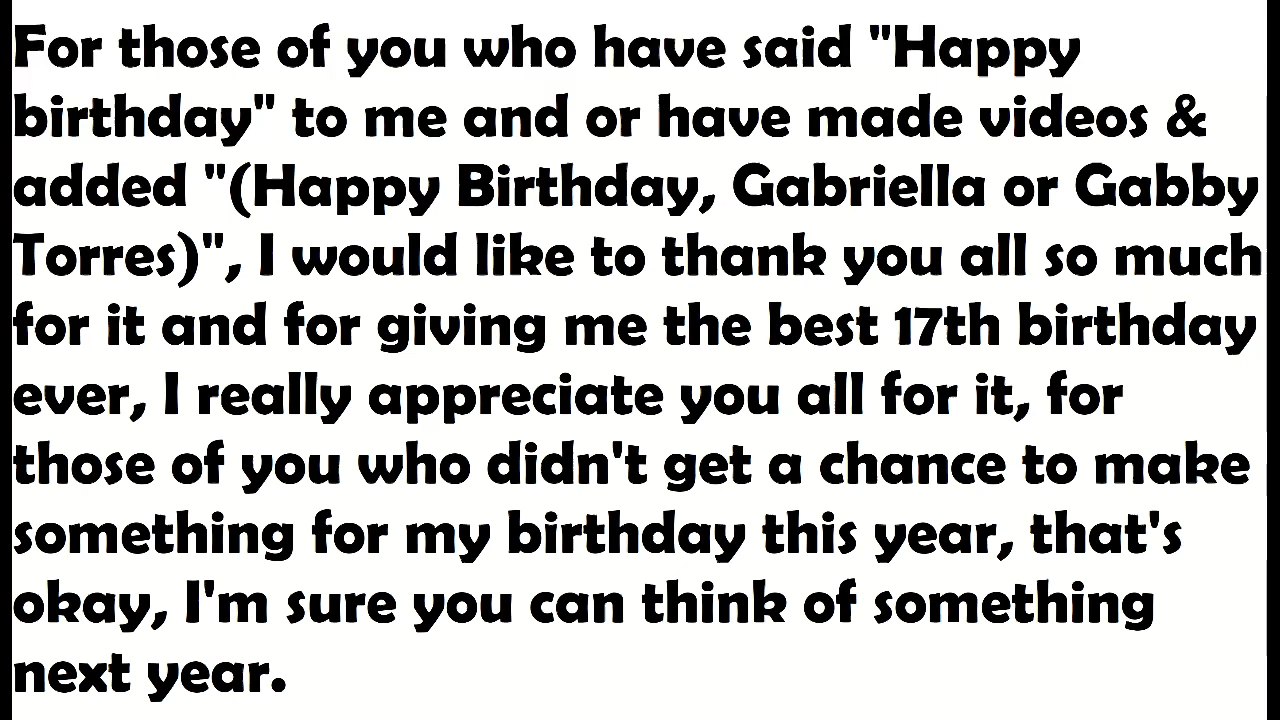 For those of you who have said "Happy
birthday" to me and or have made videos &
added "(Happy Birthday, Gabriella or Gabby
Torres)", I would like to thank you all so much
for it and for giving me the best 17th birthday
ever, I really appreciate you all for it, for
those of you who didn't get a chance to make
something for my birthday this year, that's
okay, I'm sure you can think of something
next year.